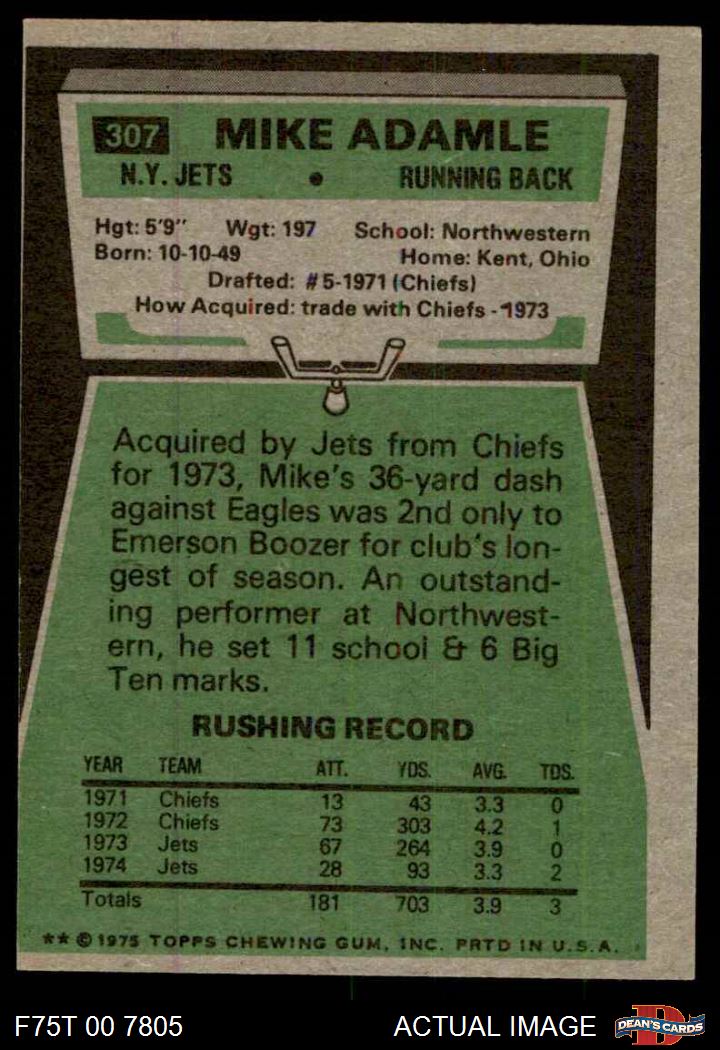 307 MIKE ADAMLE
N.Y. JETS • RUNNING BACK
Hgt: 5'9" Wgt: 197 School: Northwestern
Born: 10-10-49 Home: Kent, Ohio
Drafted: #5-1971 (Chiefs)
How Acquired: trade with Chiefs - 1973
Acquired by Jets from Chiefs
for 1973, Mike's 36-yard dash
against Eagles was 2nd only to
Emerson Boozer for club's lon-
gest of season. An outstand-
ing performer at Northwest-
ern, he set 11 school & 6 Big
Ten marks.
RUSHING RECORD
YEAR TEAM ATT. YDS. AVG. TDS.
1971 Chiefs 13 43 3.3 0
1972 Chiefs 73 303 4.2 1
1973 Jets 67 264 3.9 0
1974 Jets 28 93 3.3 2
Totals 181 703 3.9 3
** © 1975 TOPPS CHEWING GUM, INC. PRTD IN U.S.A.
F75T 00 7805 ACTUAL IMAGE D DEAN'S CARDS